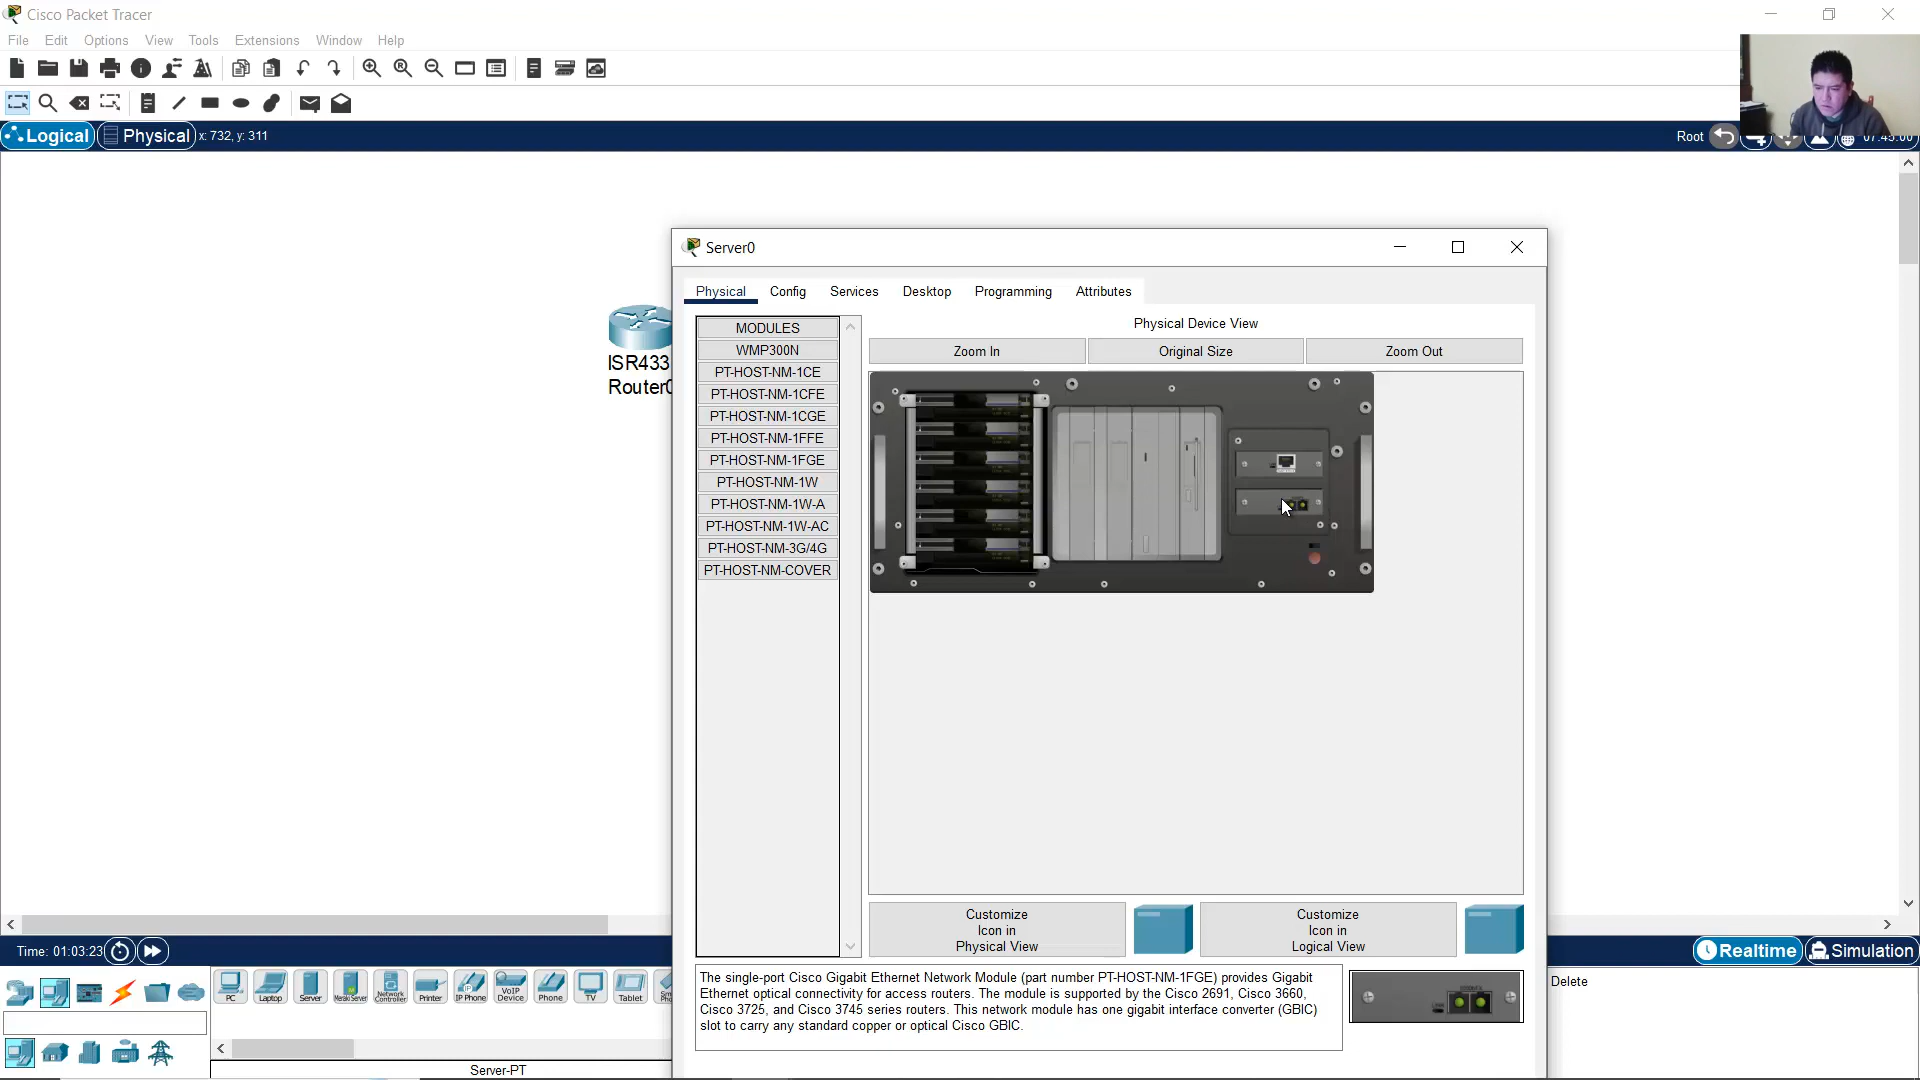 Cisco Packet Tracer
File Edit Options View Tools Extensions Window Help
Logical Physical x: 732, y: 311
Root 07:45:00
ISR433
Router0
Server0
Physical Config Services Desktop Programming Attributes
MODULES
WMP300N
PT-HOST-NM-1CE
PT-HOST-NM-1CFE
PT-HOST-NM-1CGE
PT-HOST-NM-1FFE
PT-HOST-NM-1FGE
PT-HOST-NM-1W
PT-HOST-NM-1W-A
PT-HOST-NM-1W-AC
PT-HOST-NM-3G/4G
PT-HOST-NM-COVER
Physical Device View
Zoom In Original Size Zoom Out
Customize
Icon in
Physical View
Customize
Icon in
Logical View
The single-port Cisco Gigabit Ethernet Network Module (part number PT-HOST-NM-1FGE) provides Gigabit
Ethernet optical connectivity for access routers. The module is supported by the Cisco 2691, Cisco 3660,
Cisco 3725, and Cisco 3745 series routers. This network module has one gigabit interface converter (GBIC)
slot to carry any standard copper or optical Cisco GBIC.
Time: 01:03:23
Realtime Simulation
PC Laptop Server Meraki Server Network Controller Printer IP Phone VoIP Device Phone TV Tablet
Delete
Server-PT